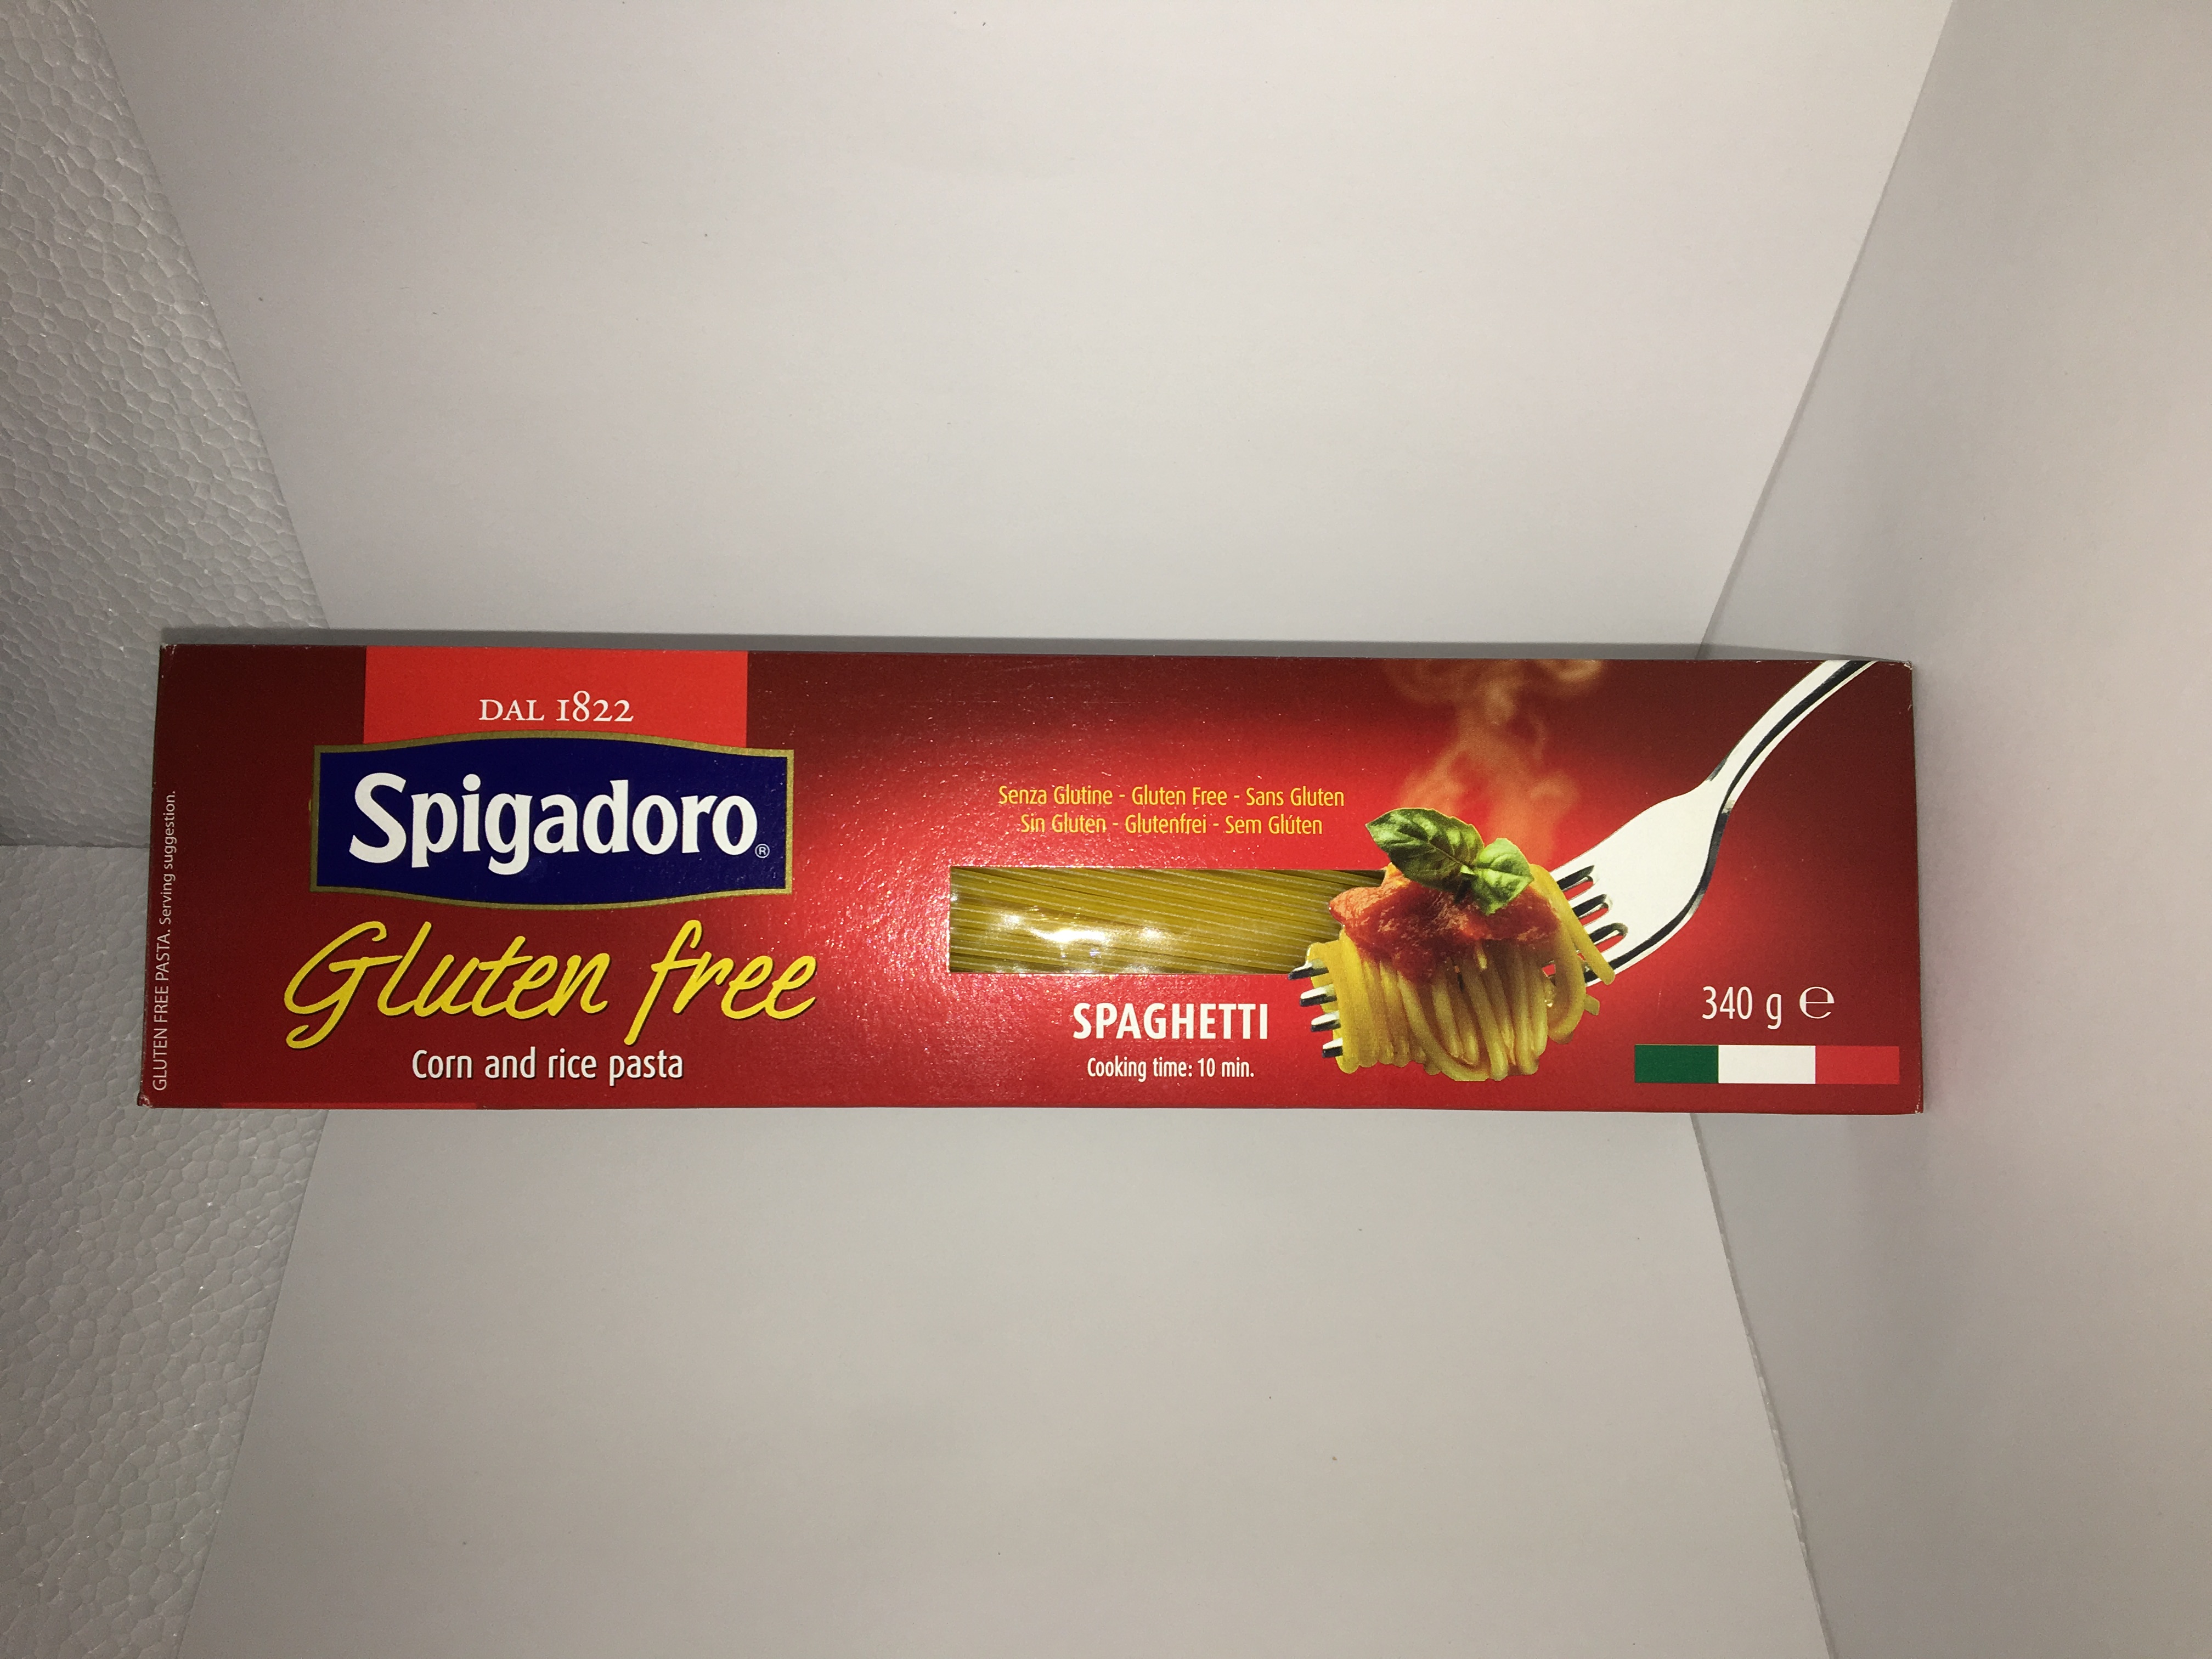 DAL 1822
Spigadoro®
Gluten free
Corn and rice pasta
Senza Glutine - Gluten Free - Sans Gluten
Sin Gluten - Glutenfrei - Sem Glúten
SPAGHETTI
Cooking time: 10 min.
340 g ℮
GLUTEN FREE PASTA. Serving suggestion.